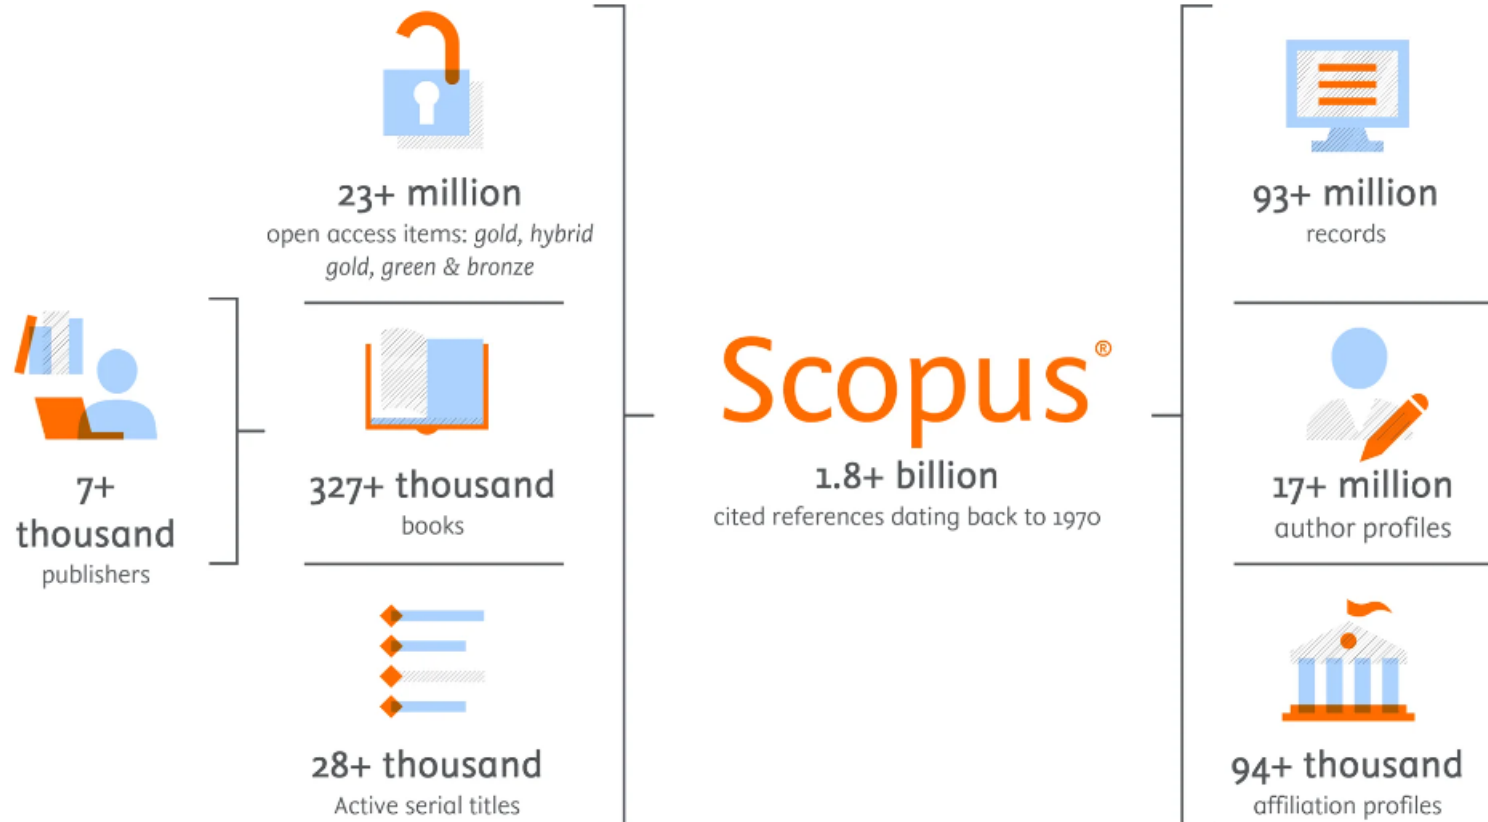 23+ million
open access items: gold, hybrid
gold, green & bronze
7+
thousand
publishers
327+ thousand
books
28+ thousand
Active serial titles
Scopus®
1.8+ billion
cited references dating back to 1970
93+ million
records
17+ million
author profiles
94+ thousand
affiliation profiles